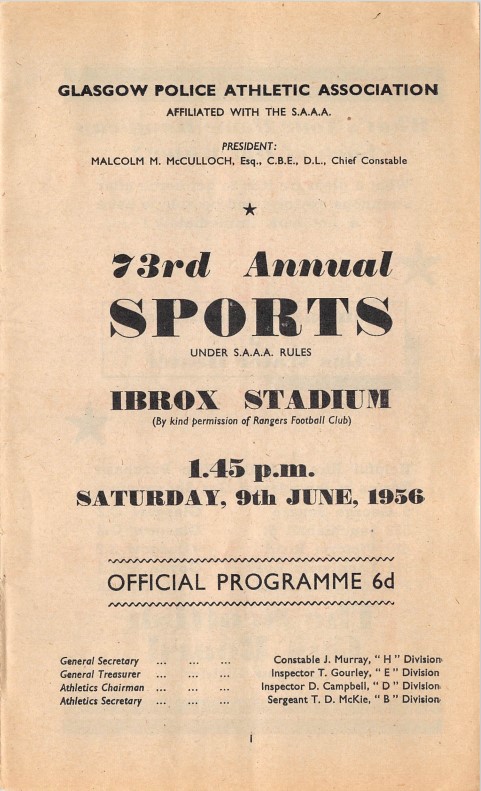 GLASGOW POLICE ATHLETIC ASSOCIATION
AFFILIATED WITH THE S.A.A.A.
PRESIDENT:
MALCOLM M. McCULLOCH, Esq., C.B.E., D.L., Chief Constable
★
73rd Annual
SPORTS
UNDER S.A.A.A. RULES
IBROX STADIUM
(By kind permission of Rangers Football Club)
1.45 p.m.
SATURDAY, 9th JUNE, 1956
OFFICIAL PROGRAMME 6d
General Secretary ... ... ... Constable J. Murray, "H" Division
General Treasurer ... ... ... Inspector T. Gourley, "E" Division
Athletics Chairman ... ... ... Inspector D. Campbell, "D" Division
Athletics Secretary ... ... ... Sergeant T. D. McKie, "B" Division
1